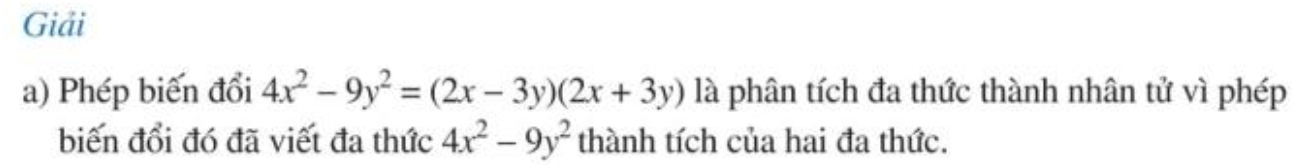 Giải
a) Phép biến đổi 4x² – 9y² = (2x – 3y)(2x + 3y) là phân tích đa thức thành nhân tử vì phép
biến đổi đó đã viết đa thức 4x² – 9y² thành tích của hai đa thức.